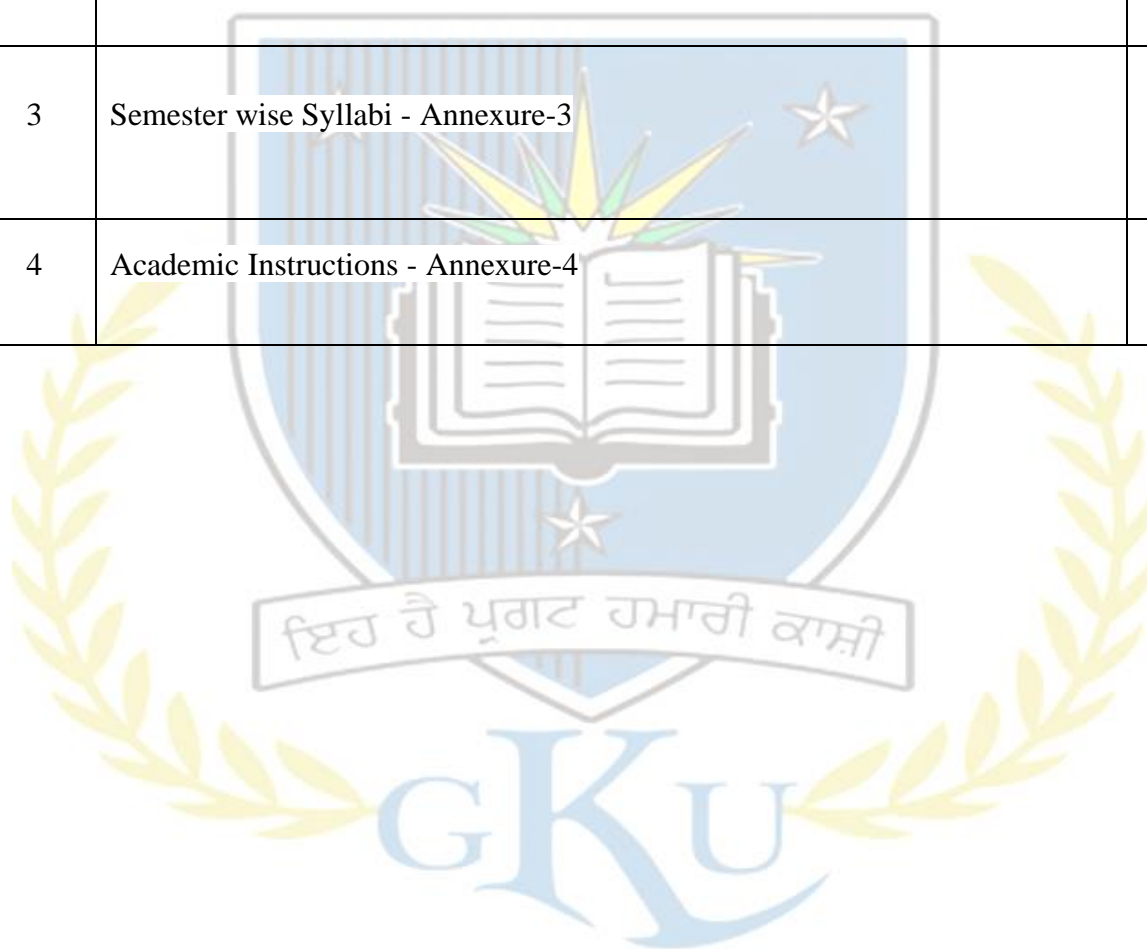 3 Semester wise Syllabi - Annexure-3
4 Academic Instructions - Annexure-4
ਇਹ ਹੈ ਪ੍ਰਗਟ ਹਮਾਰੀ ਕਾਸ਼ੀ
GKU